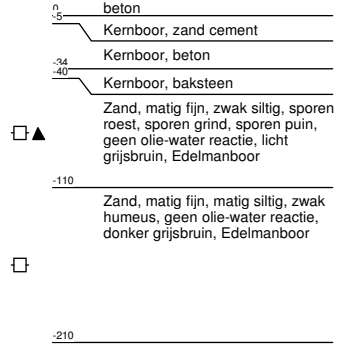 0
beton
-5
Kernboor, zand cement
Kernboor, beton
-34
-40
Kernboor, baksteen
Zand, matig fijn, zwak siltig, sporen
roest, sporen grind, sporen puin,
geen olie-water reactie, licht
grijsbruin, Edelmanboor
-110
Zand, matig fijn, matig siltig, zwak
humeus, geen olie-water reactie,
donker grijsbruin, Edelmanboor
-210